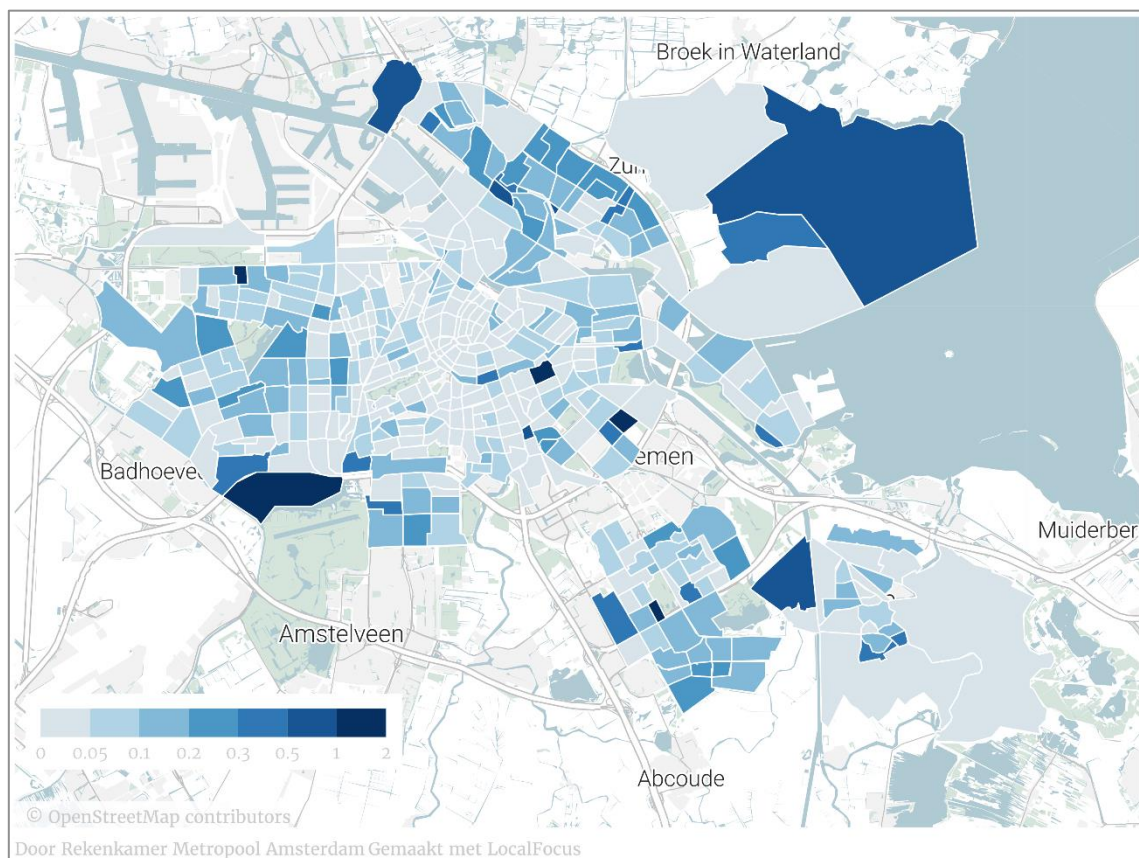 Broek in Waterland
Zun
Badhoeve
emen
Muiderber
Amstelveen
0 0.05 0.1 0.2 0.3 0.5 1 2
Abcoude
© OpenStreetMap contributors
Door Rekenkamer Metropool Amsterdam Gemaakt met LocalFocus